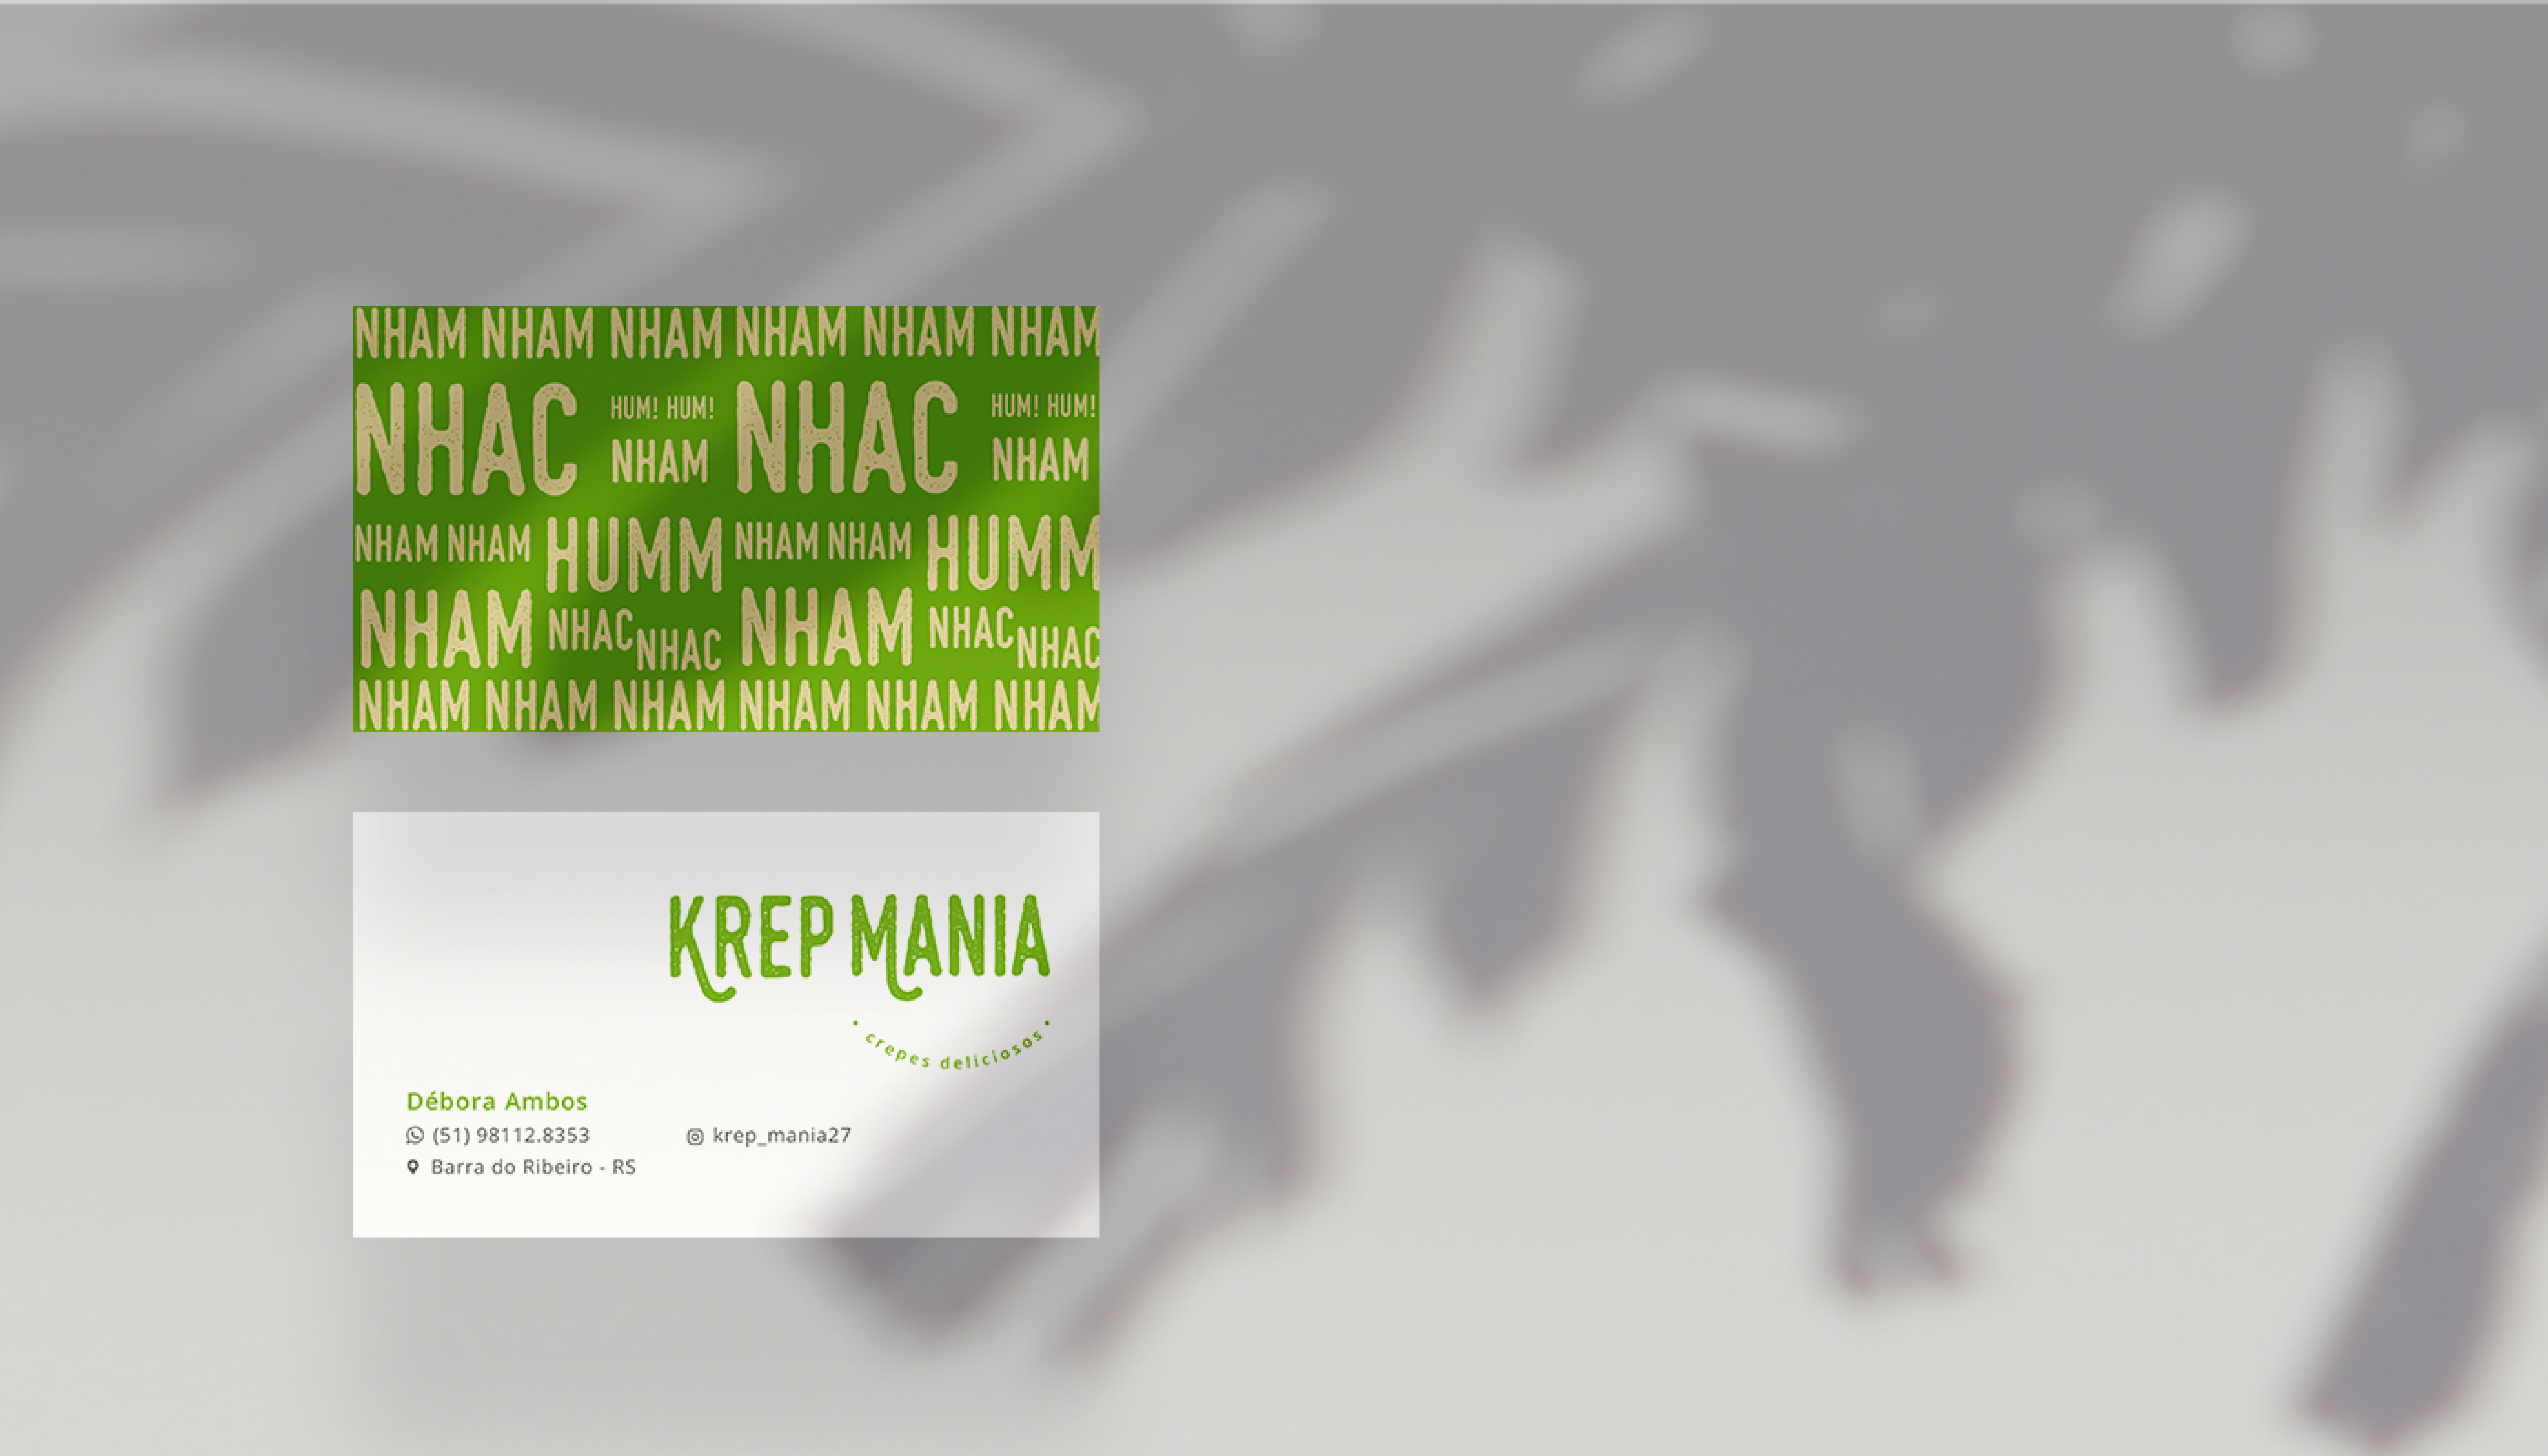 NHAM NHAM NHAM NHAM NHAM NHAM
NHAC HUM! HUM! NHAC HUM! HUM!
NHAM NHAM
NHAM NHAM HUMM NHAM NHAM HUMM
NHAM NHAC NHAC NHAM NHAC NHAC
NHAM NHAM NHAM NHAM NHAM NHAM
KREP MANIA
• crepes deliciosos •
Débora Ambos
(51) 98112.8353
krep_mania27
Barra do Ribeiro - RS